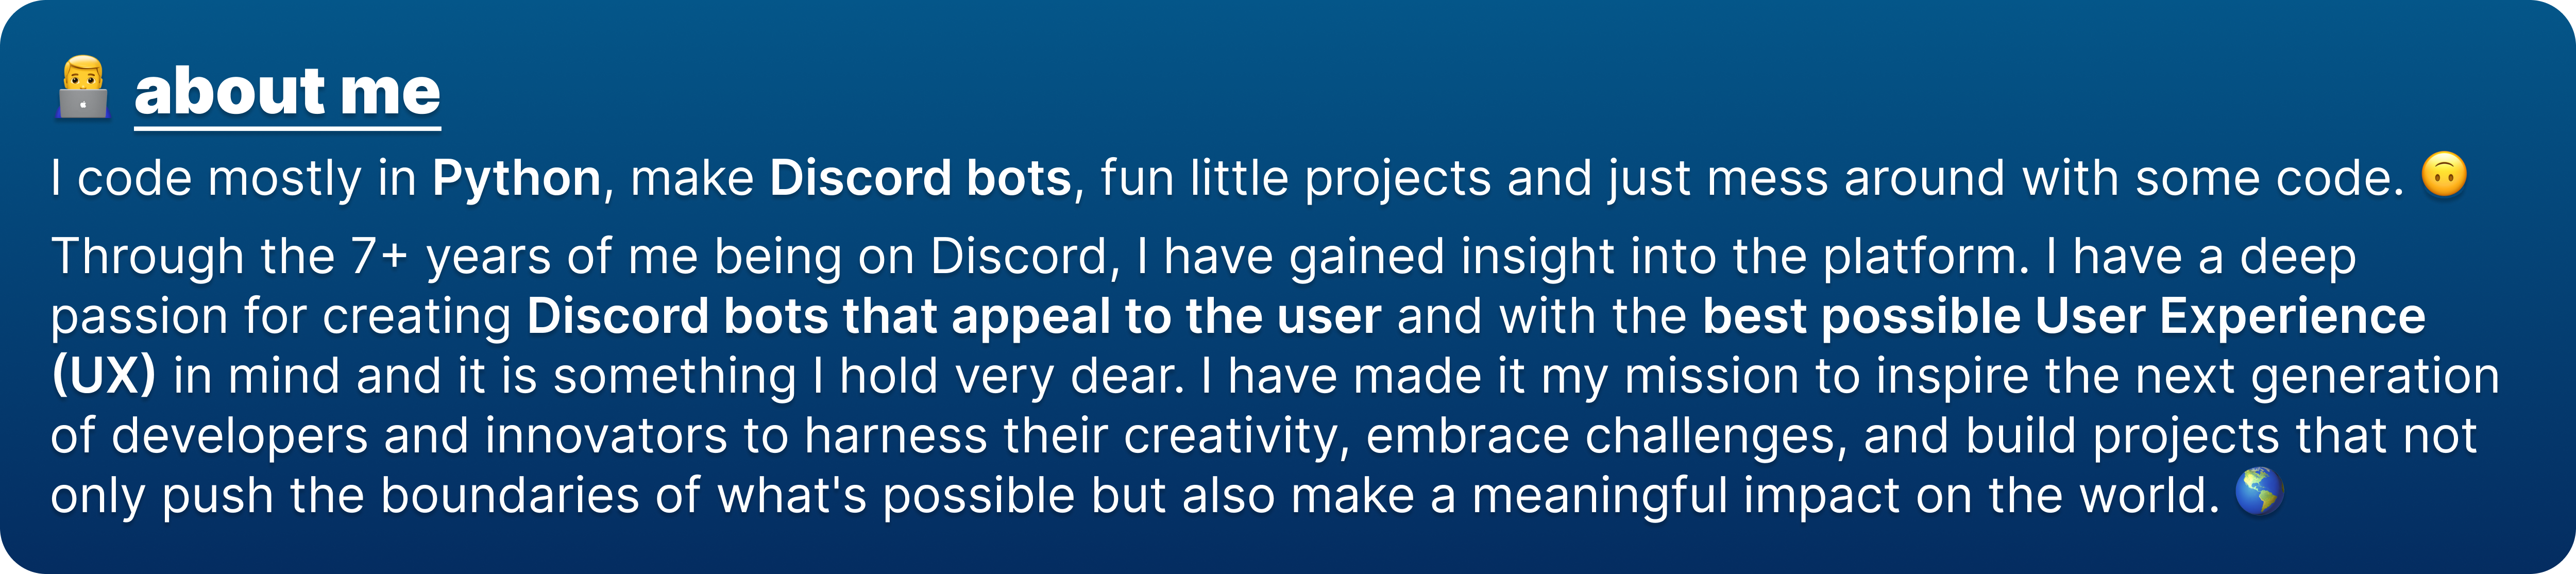 👨‍💻 about me
I code mostly in Python, make Discord bots, fun little projects and just mess around with some code. 🙃
Through the 7+ years of me being on Discord, I have gained insight into the platform. I have a deep
passion for creating Discord bots that appeal to the user and with the best possible User Experience
(UX) in mind and it is something I hold very dear. I have made it my mission to inspire the next generation
of developers and innovators to harness their creativity, embrace challenges, and build projects that not
only push the boundaries of what's possible but also make a meaningful impact on the world. 🌎